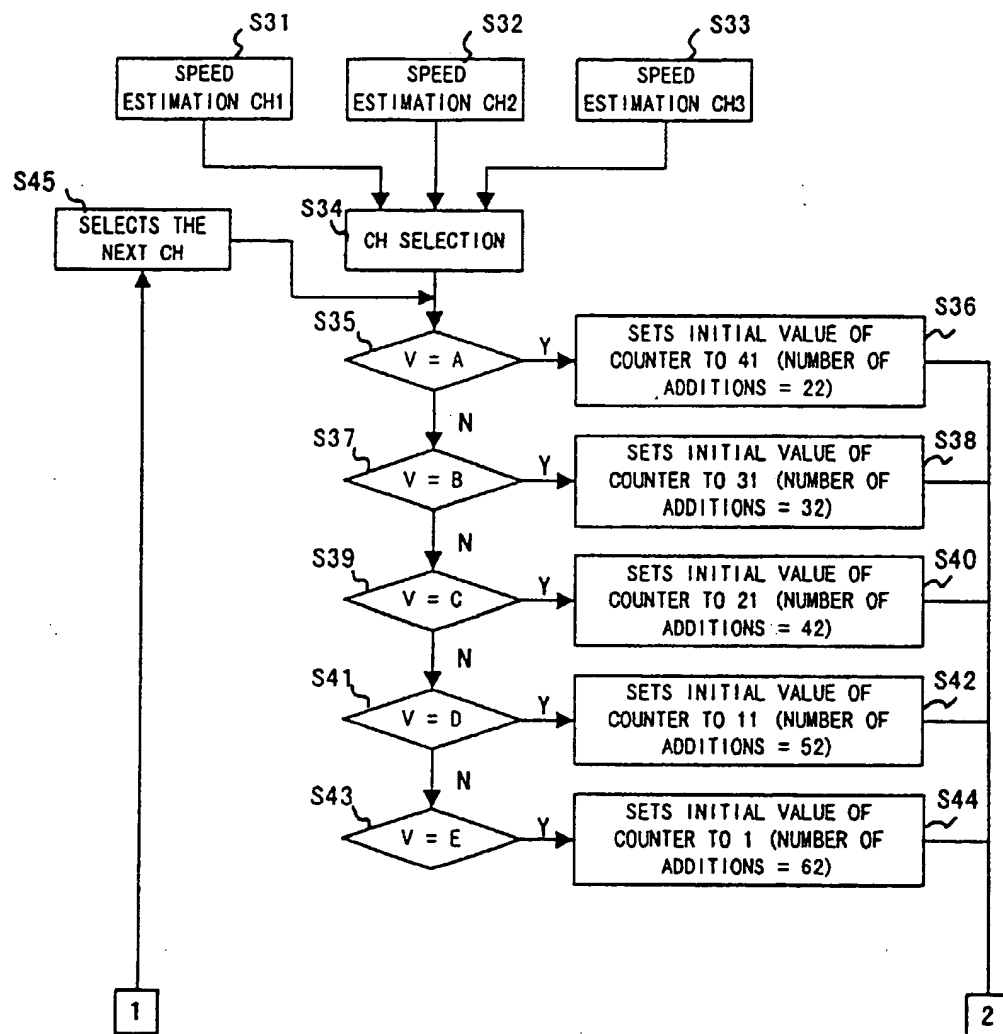 S31
S32
S33
SPEED
ESTIMATION CH1
SPEED
ESTIMATION CH2
SPEED
ESTIMATION CH3
S45
SELECTS THE
NEXT CH
S34
CH SELECTION
S35
V = A
Y
N
S36
SETS INITIAL VALUE OF
COUNTER TO 41 (NUMBER OF
ADDITIONS = 22)
S37
V = B
Y
N
S38
SETS INITIAL VALUE OF
COUNTER TO 31 (NUMBER OF
ADDITIONS = 32)
S39
V = C
Y
N
S40
SETS INITIAL VALUE OF
COUNTER TO 21 (NUMBER OF
ADDITIONS = 42)
S41
V = D
Y
N
S42
SETS INITIAL VALUE OF
COUNTER TO 11 (NUMBER OF
ADDITIONS = 52)
S43
V = E
Y
S44
SETS INITIAL VALUE OF
COUNTER TO 1 (NUMBER OF
ADDITIONS = 62)
1
2